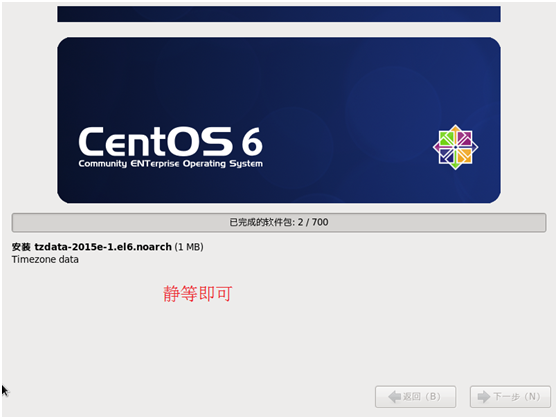 CentOS 6
Community ENTerprise Operating System
已完成的软件包: 2 / 700
安装 tzdata-2015e-1.el6.noarch (1 MB)
Timezone data
静等即可
返回（B）
下一步（N）